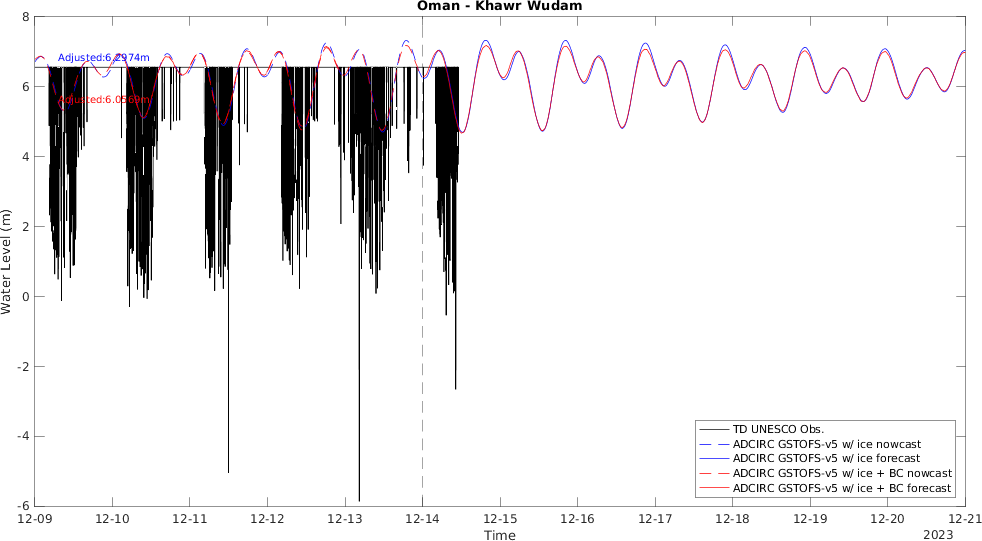 Oman - Khawr Wudam
8
6
4
2
0
-2
-4
-6
Water Level (m)
Adjusted:6.2974m
TD UNESCO Obs.
ADCIRC GSTOFS-v5 w/ ice nowcast
ADCIRC GSTOFS-v5 w/ ice forecast
ADCIRC GSTOFS-v5 w/ ice + BC nowcast
ADCIRC GSTOFS-v5 w/ ice + BC forecast
12-09
12-10
12-11
12-12
12-13
12-14
12-15
12-16
12-17
12-18
12-19
12-20
12-21
Time
2023